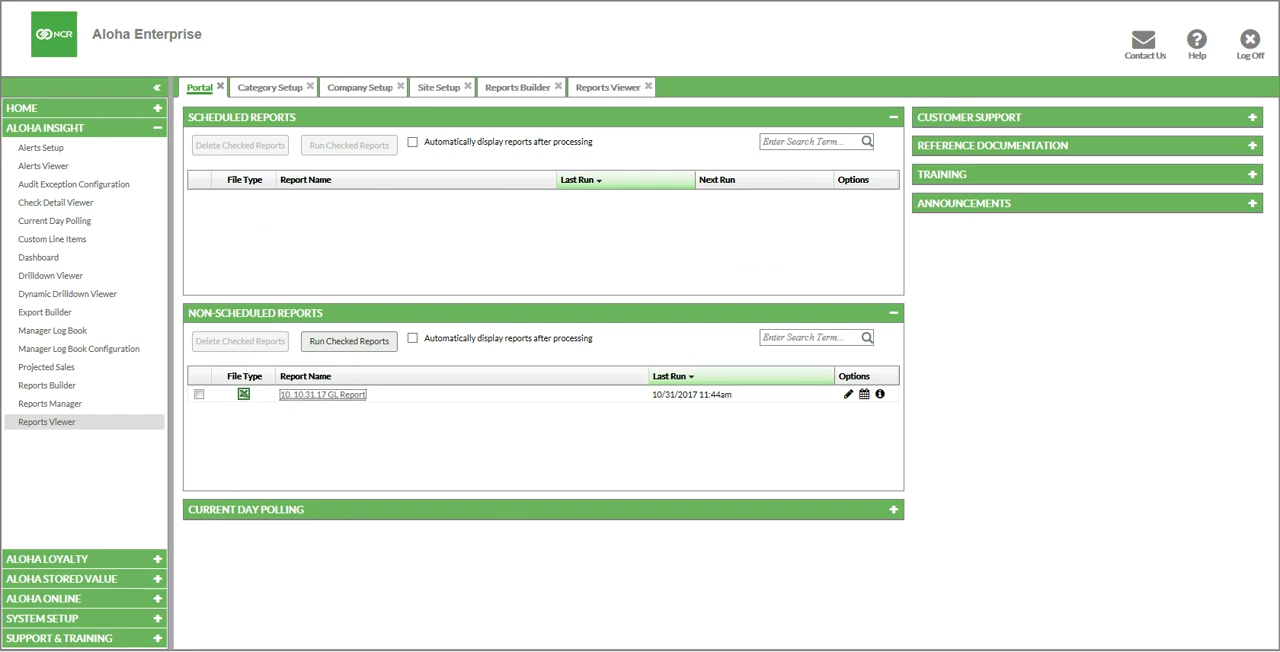 NCR
Aloha Enterprise
Contact Us
Help
Log Off
«
HOME
ALOHA INSIGHT
Alerts Setup
Alerts Viewer
Audit Exception Configuration
Check Detail Viewer
Current Day Polling
Custom Line Items
Dashboard
Drilldown Viewer
Dynamic Drilldown Viewer
Export Builder
Manager Log Book
Manager Log Book Configuration
Projected Sales
Reports Builder
Reports Manager
Reports Viewer
ALOHA LOYALTY
ALOHA STORED VALUE
ALOHA ONLINE
SYSTEM SETUP
SUPPORT & TRAINING
Portal
Category Setup
Company Setup
Site Setup
Reports Builder
Reports Viewer
SCHEDULED REPORTS
Delete Checked Reports
Run Checked Reports
Automatically display reports after processing
Enter Search Term...
File Type
Report Name
Last Run
Next Run
Options
NON-SCHEDULED REPORTS
Delete Checked Reports
Run Checked Reports
Automatically display reports after processing
Enter Search Term...
File Type
Report Name
Last Run
Options
10. 10.31.17 GL Report
10/31/2017 11:44am
CURRENT DAY POLLING
CUSTOMER SUPPORT
REFERENCE DOCUMENTATION
TRAINING
ANNOUNCEMENTS